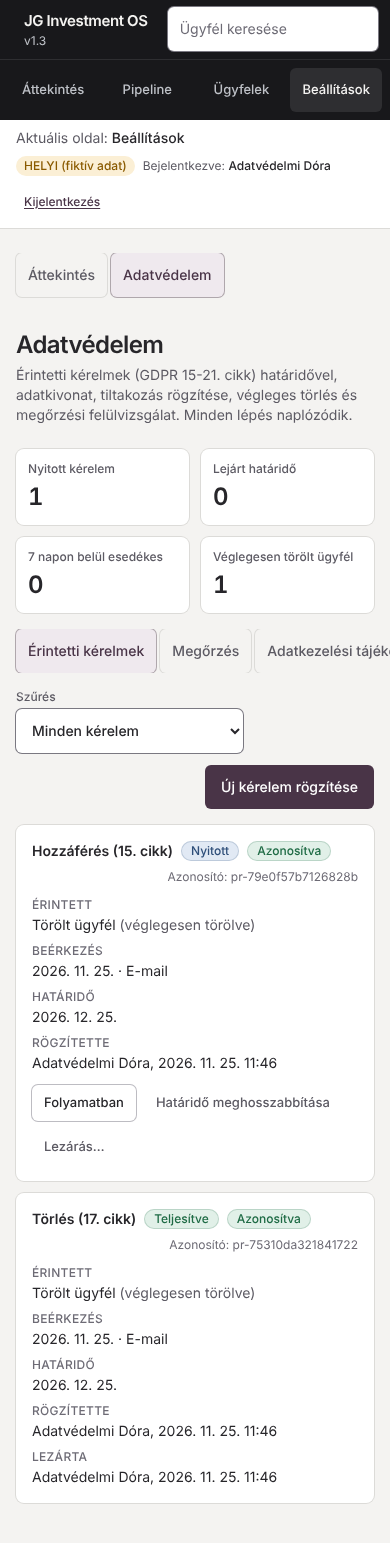 JG Investment OS
v1.3
Ügyfél keresése
Áttekintés
Pipeline
Ügyfelek
Beállítások
Aktuális oldal: Beállítások
HELYI (fiktív adat)
Bejelentkezve: Adatvédelmi Dóra
Kijelentkezés
Áttekintés
Adatvédelem
Adatvédelem
Érintetti kérelmek (GDPR 15-21. cikk) határidővel,
adatkivonat, tiltakozás rögzítése, végleges törlés és
megőrzési felülvizsgálat. Minden lépés naplózódik.
Nyitott kérelem
1
Lejárt határidő
0
7 napon belül esedékes
0
Véglegesen törölt ügyfél
1
Érintetti kérelmek
Megőrzés
Adatkezelési tájék
Szűrés
Minden kérelem
Új kérelem rögzítése
Hozzáférés (15. cikk)
Nyitott
Azonosítva
Azonosító: pr-79e0f57b7126828b
ÉRINTETT
Törölt ügyfél (véglegesen törölve)
BEÉRKEZÉS
2026. 11. 25. · E-mail
HATÁRIDŐ
2026. 12. 25.
RÖGZÍTETTE
Adatvédelmi Dóra, 2026. 11. 25. 11:46
Folyamatban
Határidő meghosszabbítása
Lezárás...
Törlés (17. cikk)
Teljesítve
Azonosítva
Azonosító: pr-75310da321841722
ÉRINTETT
Törölt ügyfél (véglegesen törölve)
BEÉRKEZÉS
2026. 11. 25. · E-mail
HATÁRIDŐ
2026. 12. 25.
RÖGZÍTETTE
Adatvédelmi Dóra, 2026. 11. 25. 11:46
LEZÁRTA
Adatvédelmi Dóra, 2026. 11. 25. 11:46